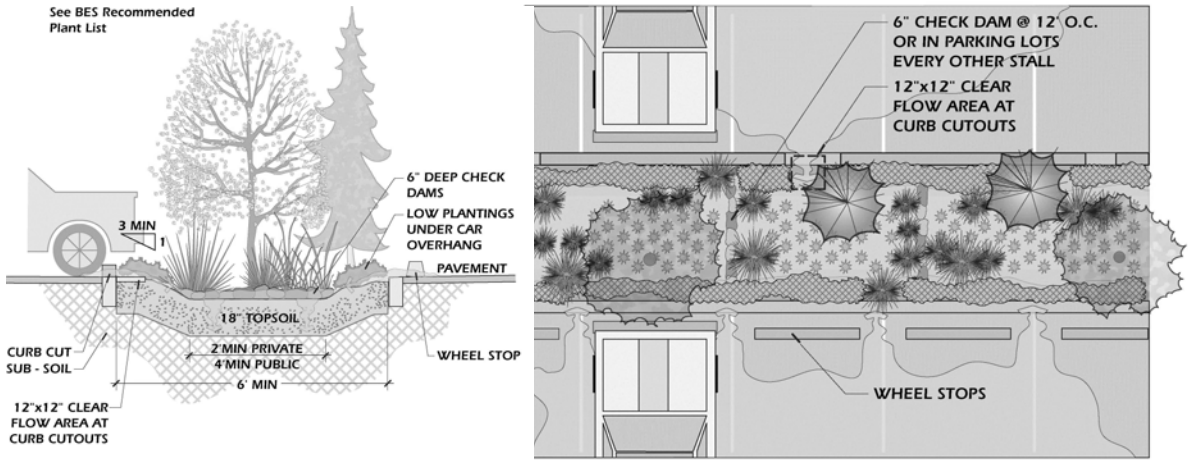 See BES Recommended
Plant List
3 MIN
1
6" DEEP CHECK
DAMS
LOW PLANTINGS
UNDER CAR
OVERHANG
PAVEMENT
18" TOPSOIL
2'MIN PRIVATE
4'MIN PUBLIC
6' MIN
WHEEL STOP
CURB CUT
SUB - SOIL
12"x12" CLEAR
FLOW AREA AT
CURB CUTOUTS
6" CHECK DAM @ 12' O.C.
OR IN PARKING LOTS
EVERY OTHER STALL
12"x12" CLEAR
FLOW AREA AT
CURB CUTOUTS
WHEEL STOPS